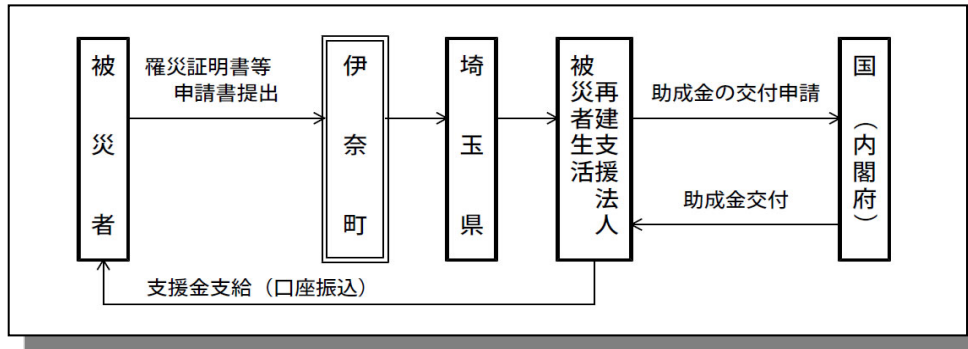 被災者
罹災証明書等
申請書提出
伊奈町
埼玉県
被災者生活
再建支援法人
助成金の交付申請
助成金交付
国（内閣府）
支援金支給（口座振込）